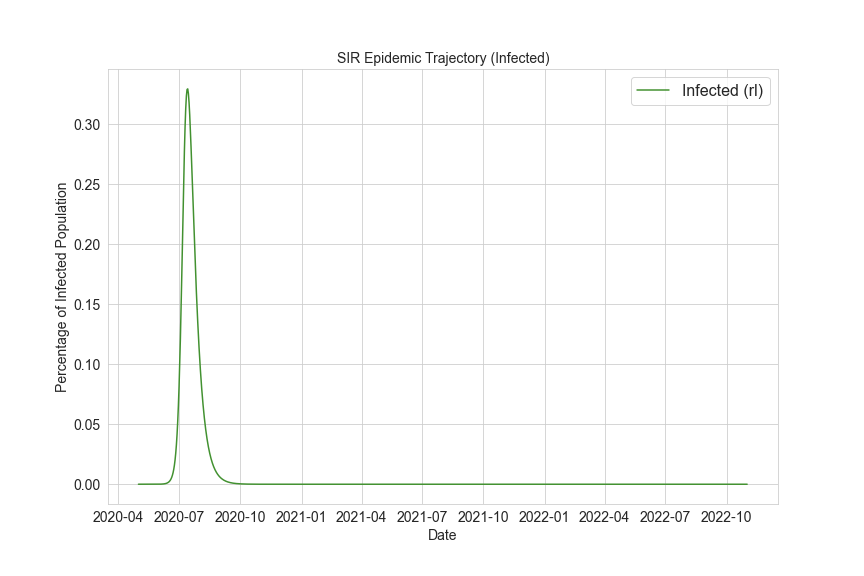 SIR Epidemic Trajectory (Infected)
Infected (rI)
Percentage of Infected Population
0.30
0.25
0.20
0.15
0.10
0.05
0.00
2020-04 2020-07 2020-10 2021-01 2021-04 2021-07 2021-10 2022-01 2022-04 2022-07 2022-10
Date